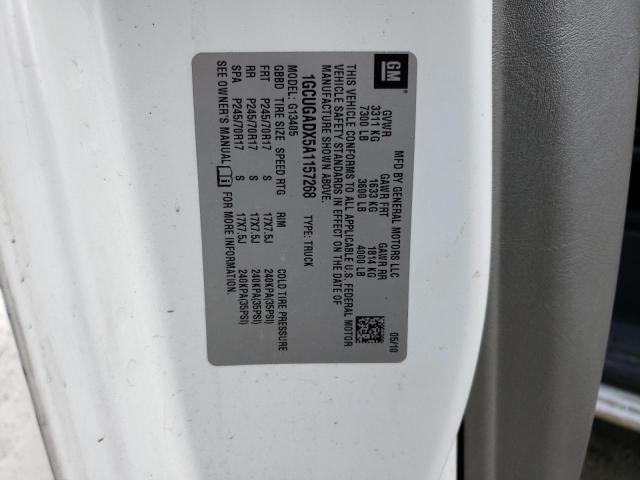 GM
MFD BY GENERAL MOTORS LLC
05/10
GVWR GAWR FRT GAWR RR
3311 KG 1633 KG 1814 KG
7300 LB 3600 LB 4000 LB
THIS VEHICLE CONFORMS TO ALL APPLICABLE U.S. FEDERAL MOTOR
VEHICLE SAFETY STANDARDS IN EFFECT ON THE DATE OF
MANUFACTURE SHOWN ABOVE.
1GCUGADX5A1157268 TYPE: TRUCK
MODEL: G13405
GBBD TIRE SIZE SPEED RTG RIM COLD TIRE PRESSURE
FRT P245/70R17 S 17X7.5J 240KPA(35PSI)
RR P245/70R17 S 17X7.5J 240KPA(35PSI)
SPA P245/70R17 S 17X7.5J 240KPA(35PSI)
SEE OWNER'S MANUAL FOR MORE INFORMATION.